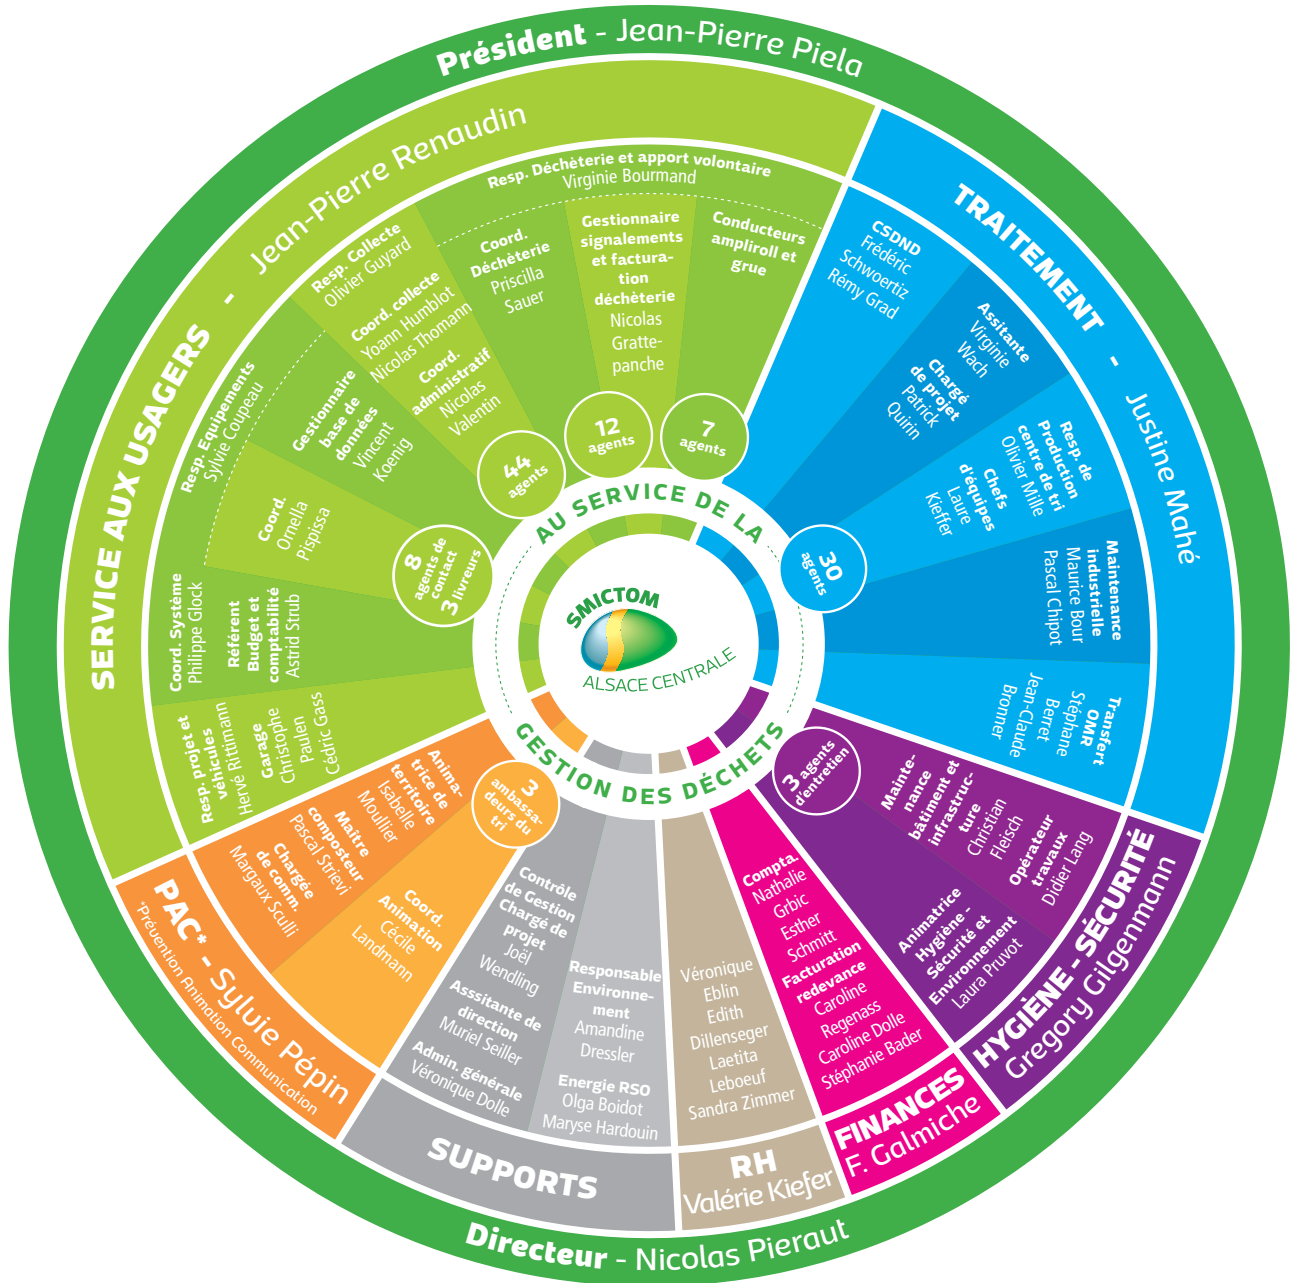 Président - Jean-Pierre Piela
SERVICE AUX USAGERS - Jean-Pierre Renaudin
Resp. projet et
véhicules
Hervé Rittimann
Garage
Christophe
Paulen
Cédric Gass
Coord. Système
Philippe Glock
Référent
Budget et
comptabilité
Astrid Strub
Resp. Equipements
Sylvie Coupeau
Coord.
Ornella
Pispissa
Gestionnaire
base de
données
Vincent
Koenig
8
agents de
contact
3 livreurs
Resp. Collecte
Olivier Guyard
Coord. collecte
Yoann Humblot
Nicolas Thomann
Coord.
administratif
Nicolas
Valentin
44
agents
Resp. Déchèterie et apport volontaire
Virginie Bourmand
Coord.
Déchèterie
Priscilla
Sauer
Gestionnaire
signalements
et factura-
tion
déchèterie
Nicolas
Gratte-
panche
12
agents
Conducteurs
ampliroll et
grue
7
agents
TRAITEMENT - Justine Mahé
CSDND
Frédéric
Schwoertiz
Rémy Grad
Assitante
Virginie
Wach
Chargé
de projet
Patrick
Quirin
Resp. de
Production
centre de tri
Olivier Mille
Chefs
d'équipes
Laure
Kieffer
30
agents
Maintenance
industrielle
Maurice Bour
Pascal Chipot
Transfert
OMR
Stéphane
Berret
Jean-Claude
Bronner
HYGIÈNE - SÉCURITÉ
Gregory Gilgenmann
3 agents
d'entretien
Mainte-
nance
bâtiment et
infrastruc-
ture
Christian
Fleisch
Opérateur
travaux
Didier Lang
Animatrice
Hygiène -
Sécurité et
Environnement
Laura Pruvot
FINANCES
F. Galmiche
Compta.
Nathalie
Grbic
Esther
Schmitt
Facturation
redevance
Caroline
Regenass
Caroline Dolle
Stéphanie Bader
RH
Valérie Kiefer
Véronique
Eblin
Edith
Dillenseger
Laetita
Leboeuf
Sandra Zimmer
SUPPORTS
Responsable
Environne-
ment
Amandine
Dressler
Energie RSO
Olga Boidot
Maryse Hardouin
Contrôle
de Gestion
Chargé de
projet
Joël
Wendling
Asssitante de
direction
Muriel Seiller
Admin. générale
Véronique Dolle
PAC* - Sylvie Pépin
*Prévention Animation Communication
3
ambassa-
deurs du
tri
Coord.
Animation
Cécile
Landmann
Anima-
trice de
territoire
Isabelle
Moullier
Maître
composteur
Pascal Strievi
Chargée
de comm.
Margaux Sculli
AU SERVICE DE LA
GESTION DES DÉCHETS
SMICTOM
ALSACE CENTRALE
Directeur - Nicolas Pieraut